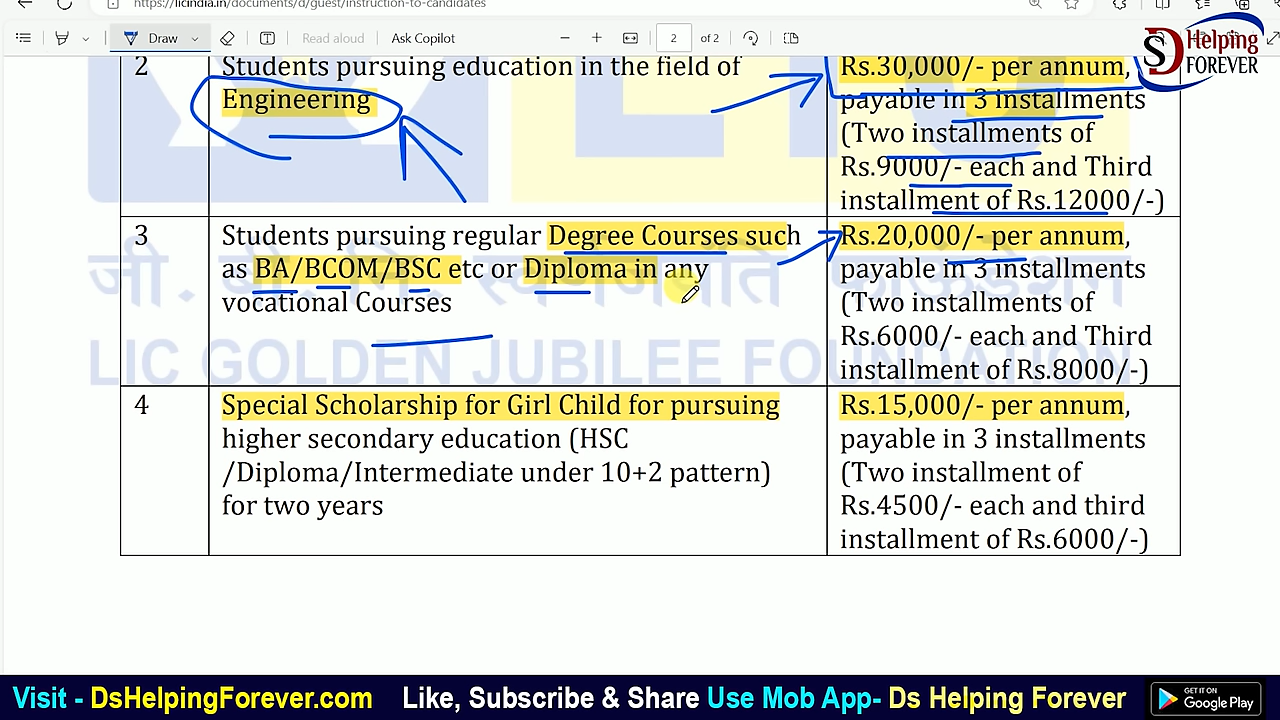 https://licindia.in/documents/d/guest/instruction-to-candidates
Draw
Read aloud
Ask Copilot
2
of 2
Helping
FOREVER
2
Students pursuing education in the field of
Engineering
Rs.30,000/- per annum,
payable in 3 installments
(Two installments of
Rs.9000/- each and Third
installment of Rs.12000/-)
3
Students pursuing regular Degree Courses such
as BA/BCOM/BSC etc or Diploma in any
vocational Courses
Rs.20,000/- per annum,
payable in 3 installments
(Two installments of
Rs.6000/- each and Third
installment of Rs.8000/-)
LIC GOLDEN JUBILEE FOUNDATION
4
Special Scholarship for Girl Child for pursuing
higher secondary education (HSC
/Diploma/Intermediate under 10+2 pattern)
for two years
Rs.15,000/- per annum,
payable in 3 installments
(Two installment of
Rs.4500/- each and third
installment of Rs.6000/-)
Visit - DsHelpingForever.com Like, Subscribe & Share Use Mob App- Ds Helping Forever
GET IT ON
Google Play